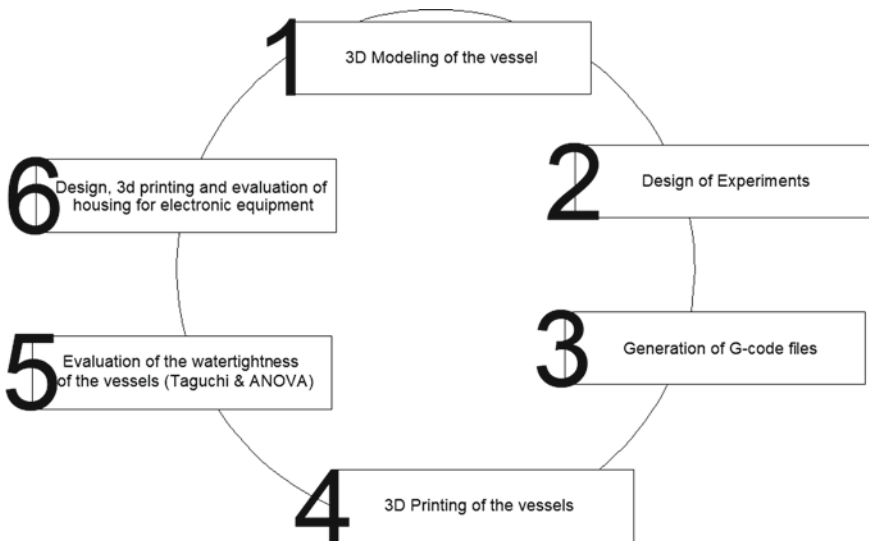 1
3D Modeling of the vessel
2
Design of Experiments
3
Generation of G-code files
4
3D Printing of the vessels
5
Evaluation of the watertightness
of the vessels (Taguchi & ANOVA)
6
Design, 3d printing and evaluation of
housing for electronic equipment